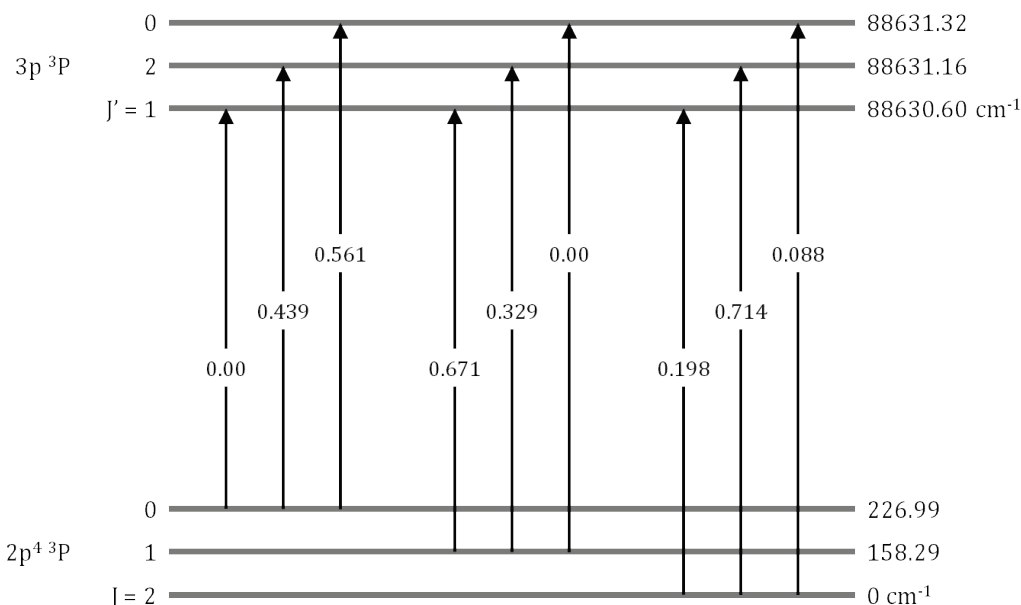 0 88631.32
3p ³P 2 88631.16
J’ = 1 88630.60 cm⁻¹
0.561 0.00 0.088
0.439 0.329 0.714
0.00 0.671 0.198
0 226.99
2p⁴ ³P 1 158.29
J = 2 0 cm⁻¹